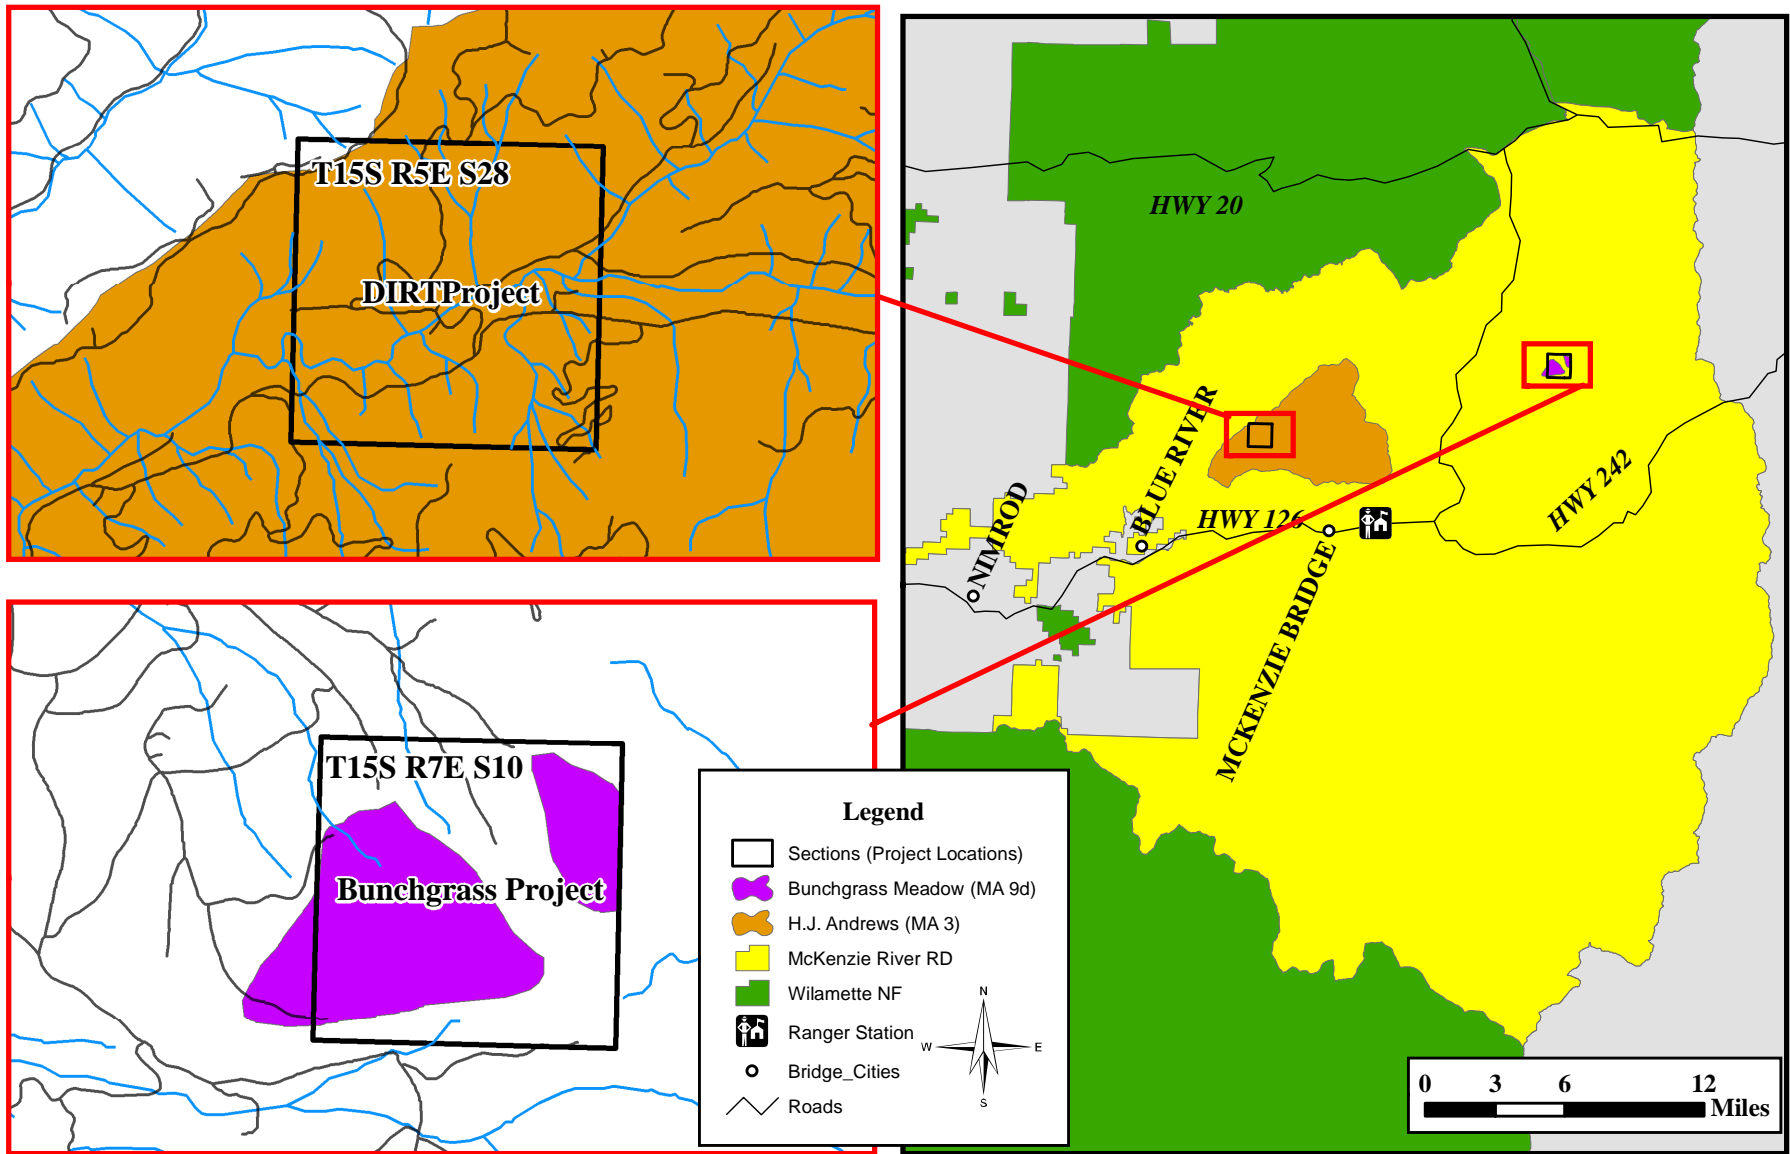 T15S R5E S28
DIRTProject
T15S R7E S10
Bunchgrass Project
HWY 20
BLUE RIVER
NIMROD
HWY 126
HWY 242
MCKENZIE BRIDGE
Legend
Sections (Project Locations)
Bunchgrass Meadow (MA 9d)
H.J. Andrews (MA 3)
McKenzie River RD
Wilamette NF
Ranger Station
Bridge_Cities
Roads
N
W E
S
0 3 6 12
Miles